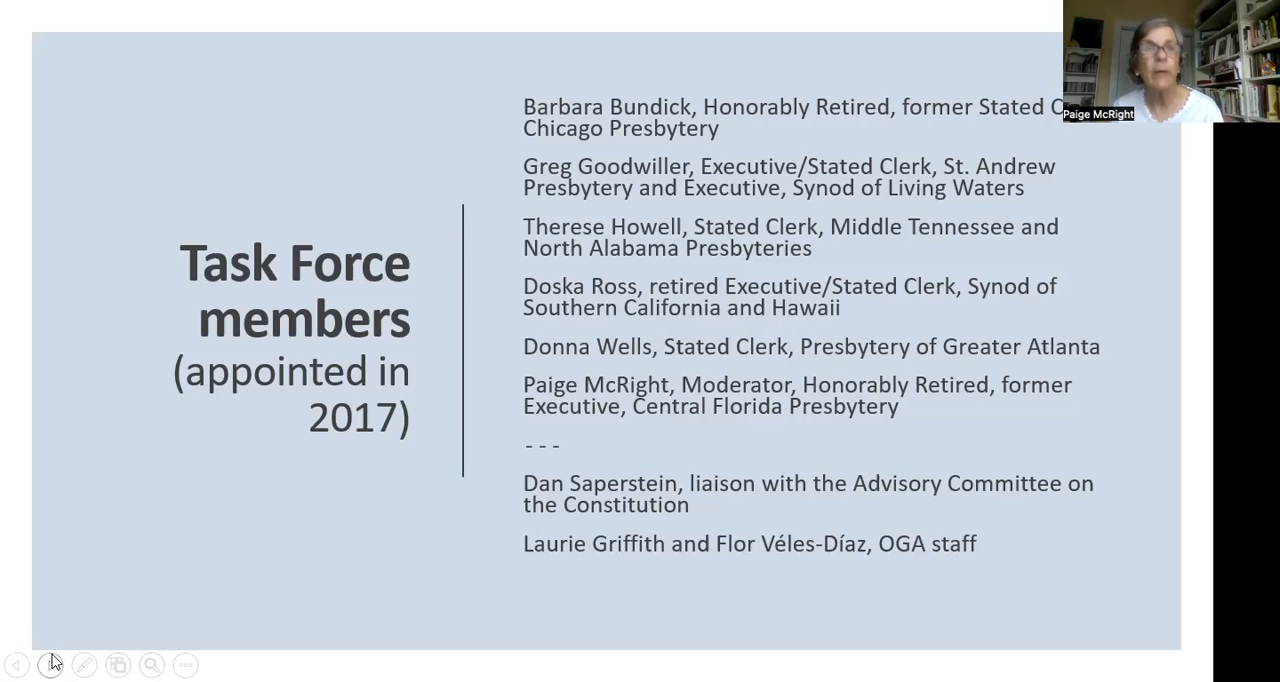 Barbara Bundick, Honorably Retired, former Stated
Chicago Presbytery
Greg Goodwiller, Executive/Stated Clerk, St. Andrew
Presbytery and Executive, Synod of Living Waters
Therese Howell, Stated Clerk, Middle Tennessee and
North Alabama Presbyteries
Doska Ross, retired Executive/Stated Clerk, Synod of
Southern California and Hawaii
Donna Wells, Stated Clerk, Presbytery of Greater Atlanta
Paige McRight, Moderator, Honorably Retired, former
Executive, Central Florida Presbytery
- - -
Dan Saperstein, liaison with the Advisory Committee on
the Constitution
Laurie Griffith and Flor Véles-Díaz, OGA staff
Task Force
members
(appointed in
2017)
Paige McRight